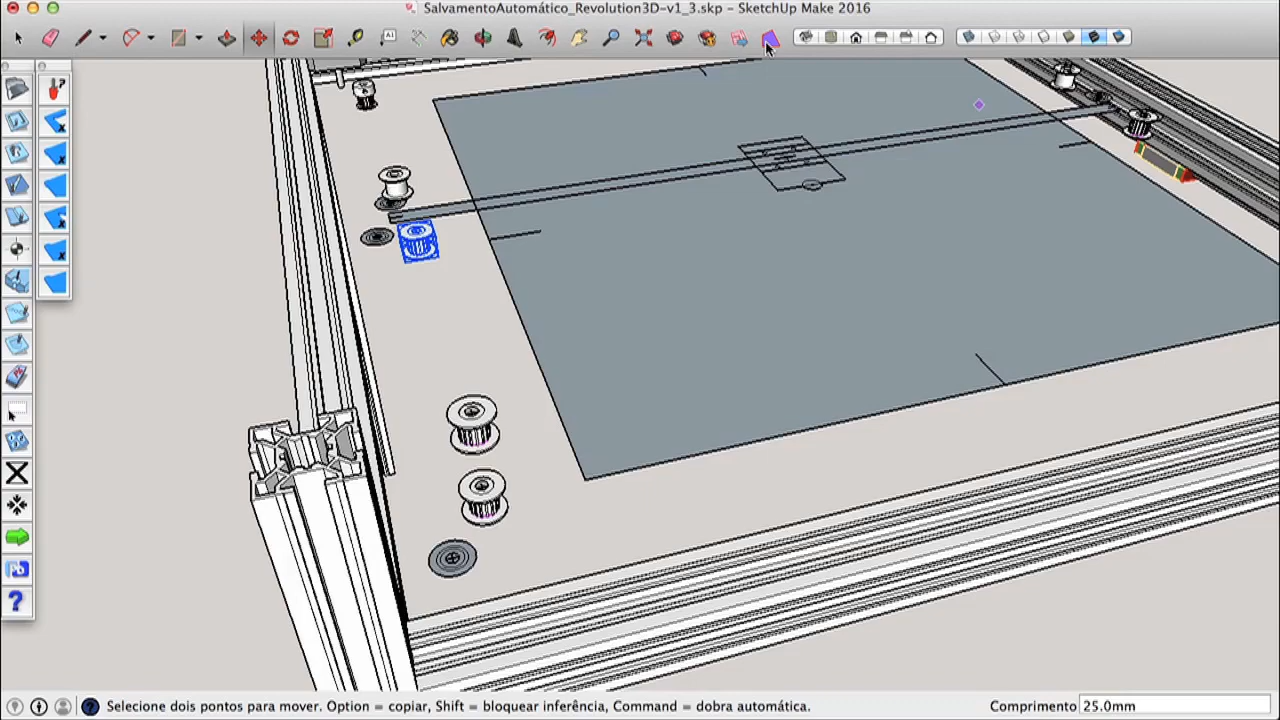 SalvamentoAutomático_Revolution3D-v1_3.skp - SketchUp Make 2016
Selecione dois pontos para mover. Option = copiar, Shift = bloquear inferência, Command = dobra automática.
Comprimento 25.0mm